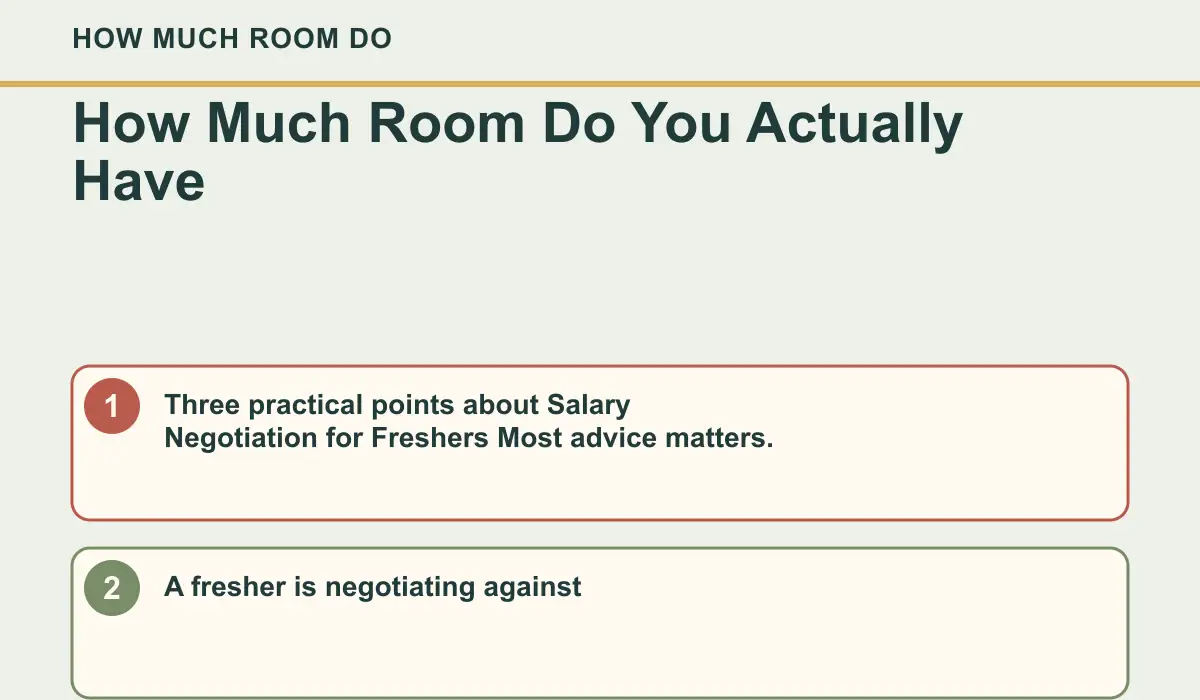 HOW MUCH ROOM DO
How Much Room Do You Actually
Have
1
Three practical points about Salary
Negotiation for Freshers Most advice matters.
2
A fresher is negotiating against